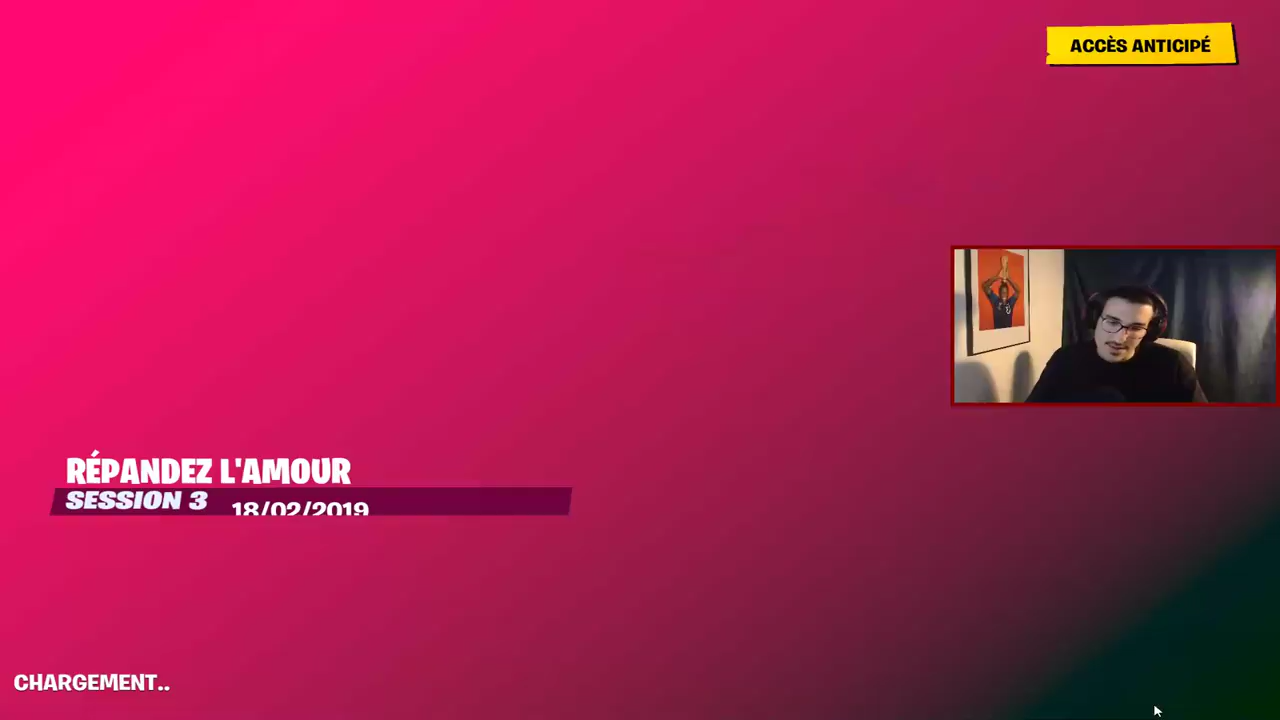 ACCÈS ANTICIPÉ
RÉPANDEZ L'AMOUR
SESSION 3 18/02/2019
CHARGEMENT..